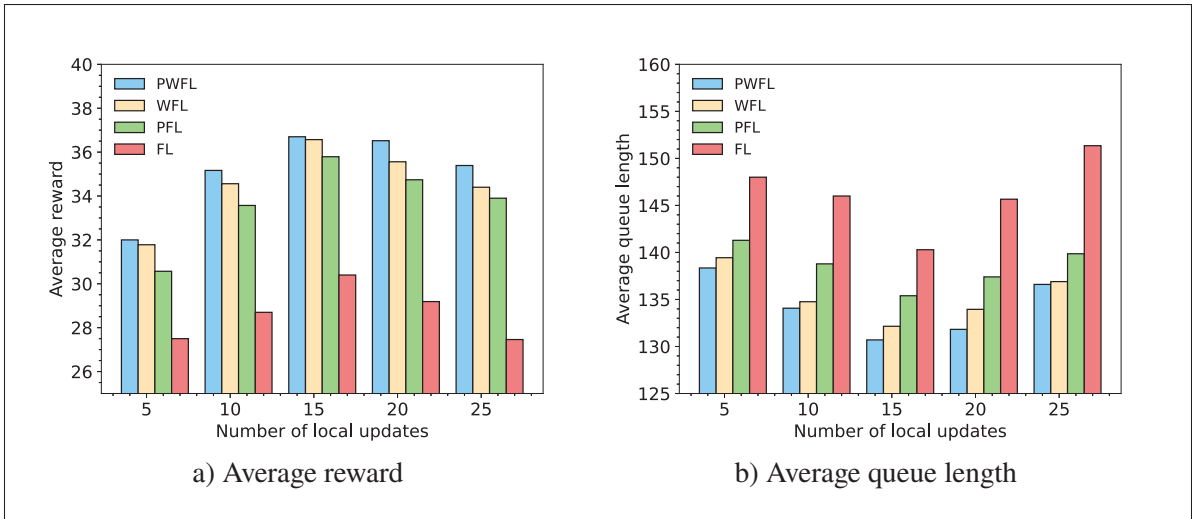 40
38
36
34
32
30
28
26
Average reward
PWFL
WFL
PFL
FL
5 10 15 20 25
Number of local updates
a) Average reward
160
155
150
145
140
135
130
125
Average queue length
PWFL
WFL
PFL
FL
5 10 15 20 25
Number of local updates
b) Average queue length